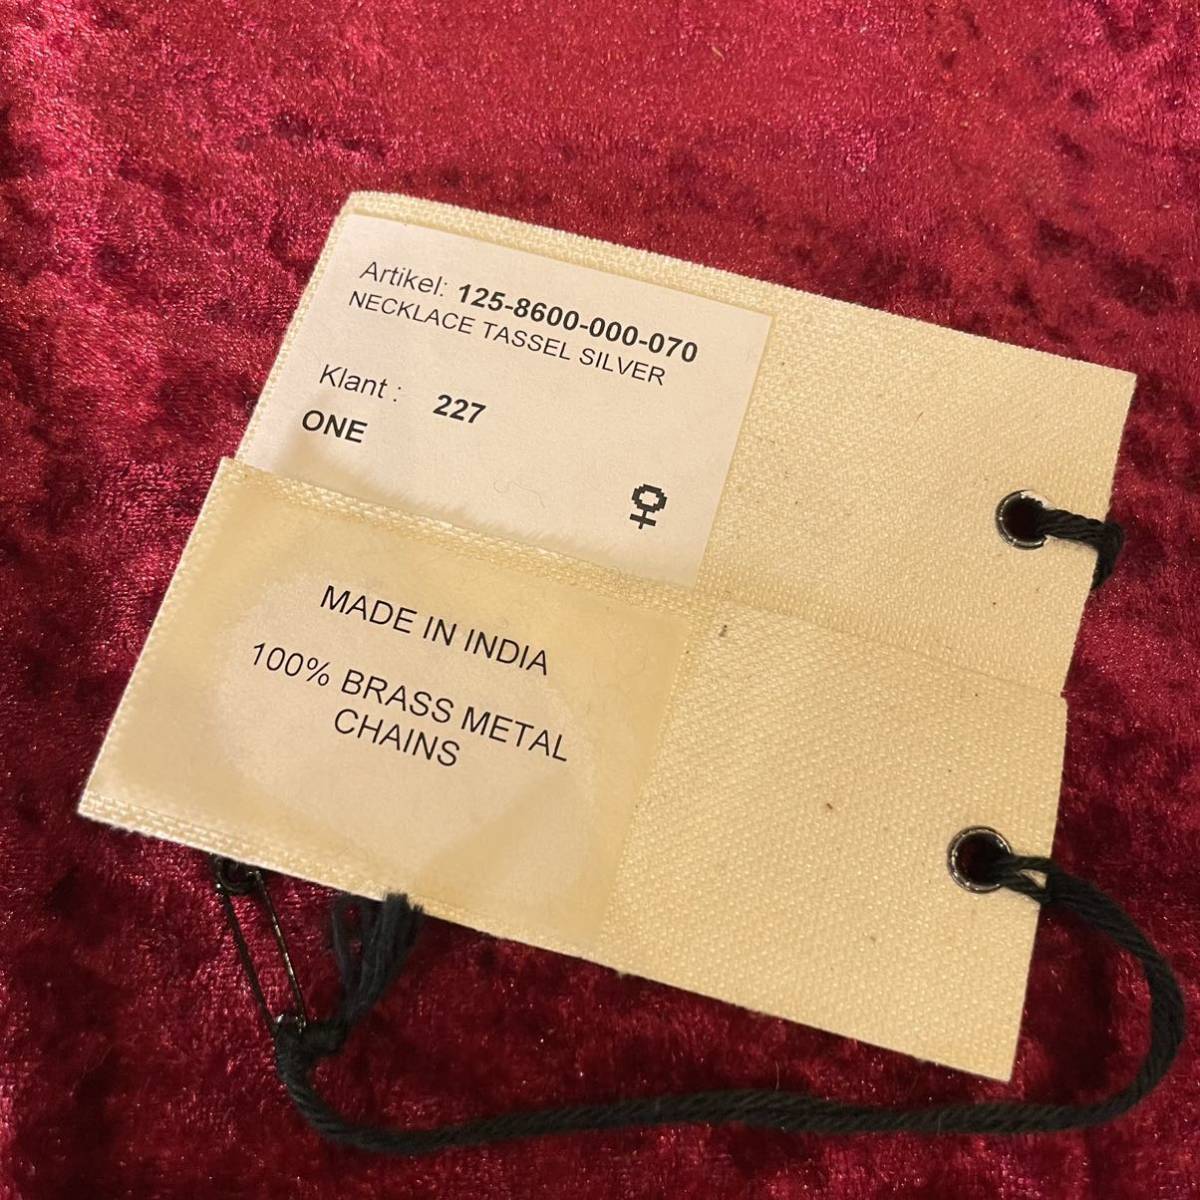 Artikel: 125-8600-000-070
NECKLACE TASSEL SILVER
Klant : 227
ONE
♀
MADE IN INDIA
100% BRASS METAL
CHAINS